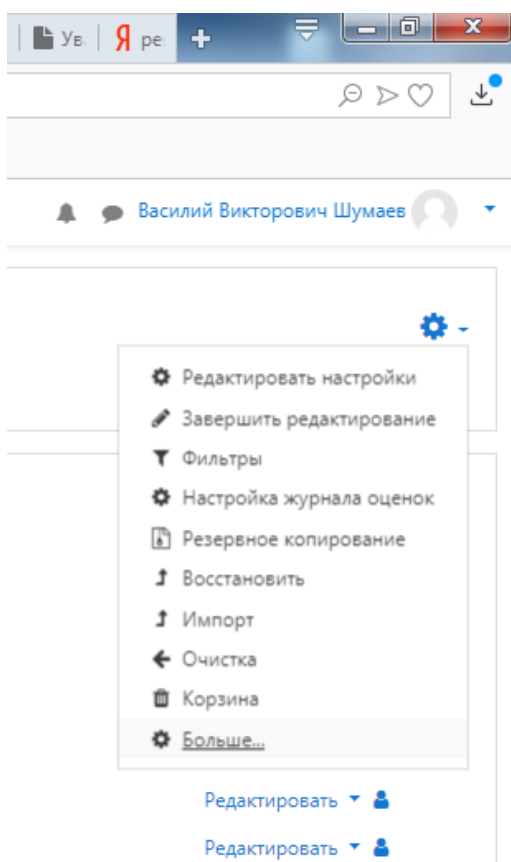 Ув Я ре
Василий Викторович Шумаев
Редактировать настройки
Завершить редактирование
Фильтры
Настройка журнала оценок
Резервное копирование
Восстановить
Импорт
Очистка
Корзина
Больше...
Редактировать
Редактировать